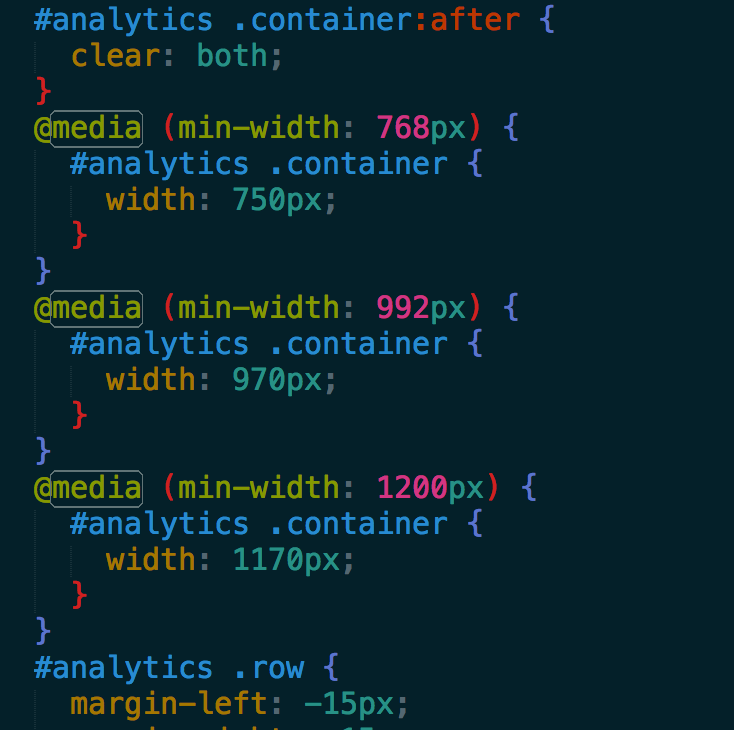 #analytics .container:after {
  clear: both;
}
@media (min-width: 768px) {
  #analytics .container {
    width: 750px;
  }
}
@media (min-width: 992px) {
  #analytics .container {
    width: 970px;
  }
}
@media (min-width: 1200px) {
  #analytics .container {
    width: 1170px;
  }
}
#analytics .row {
  margin-left: -15px;